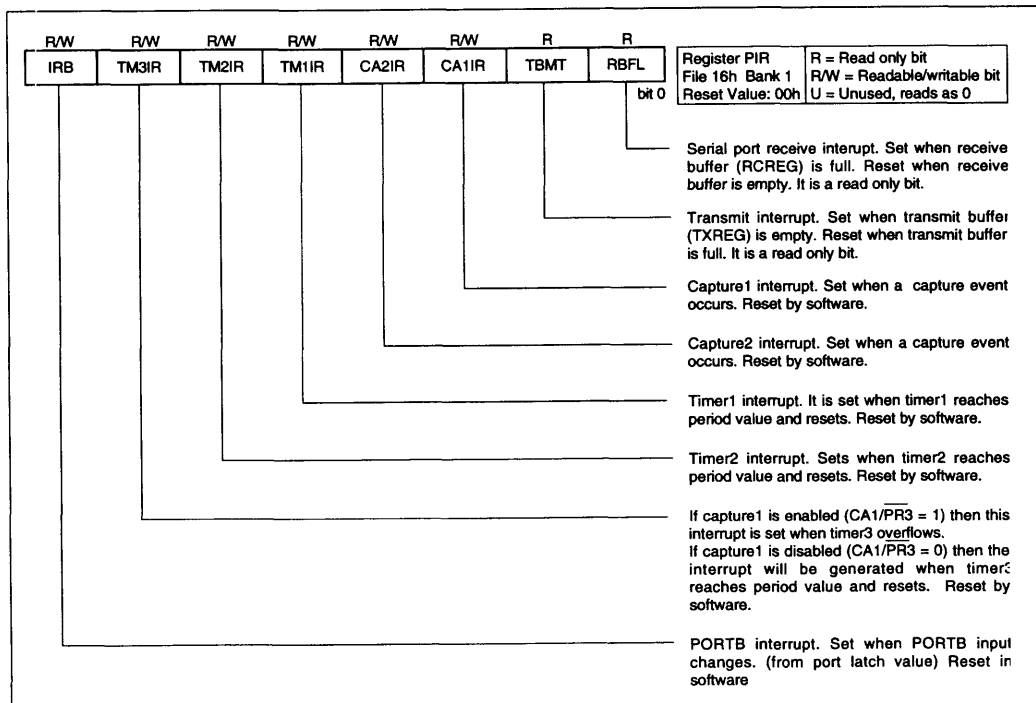 R/W R/W R/W R/W R/W R/W R R
IRB TM3IR TM2IR TM1IR CA2IR CA1IR TBMT RBFL
bit 0
Register PIR
File 16h Bank 1
Reset Value: 00h
R = Read only bit
R/W = Readable/writable bit
U = Unused, reads as 0
Serial port receive interupt. Set when receive
buffer (RCREG) is full. Reset when receive
buffer is empty. It is a read only bit.
Transmit interrupt. Set when transmit buffer
(TXREG) is empty. Reset when transmit buffer
is full. It is a read only bit.
Capture1 interrupt. Set when a capture event
occurs. Reset by software.
Capture2 interrupt. Set when a capture event
occurs. Reset by software.
Timer1 interrupt. It is set when timer1 reaches
period value and resets. Reset by software.
Timer2 interrupt. Sets when timer2 reaches
period value and resets. Reset by software.
If capture1 is enabled (CA1/P̅R̅3̅ = 1) then this
interrupt is set when timer3 overflows.
If capture1 is disabled (CA1/P̅R̅3̅ = 0) then the
interrupt will be generated when timer3
reaches period value and resets. Reset by
software.
PORTB interrupt. Set when PORTB input
changes. (from port latch value) Reset in
software